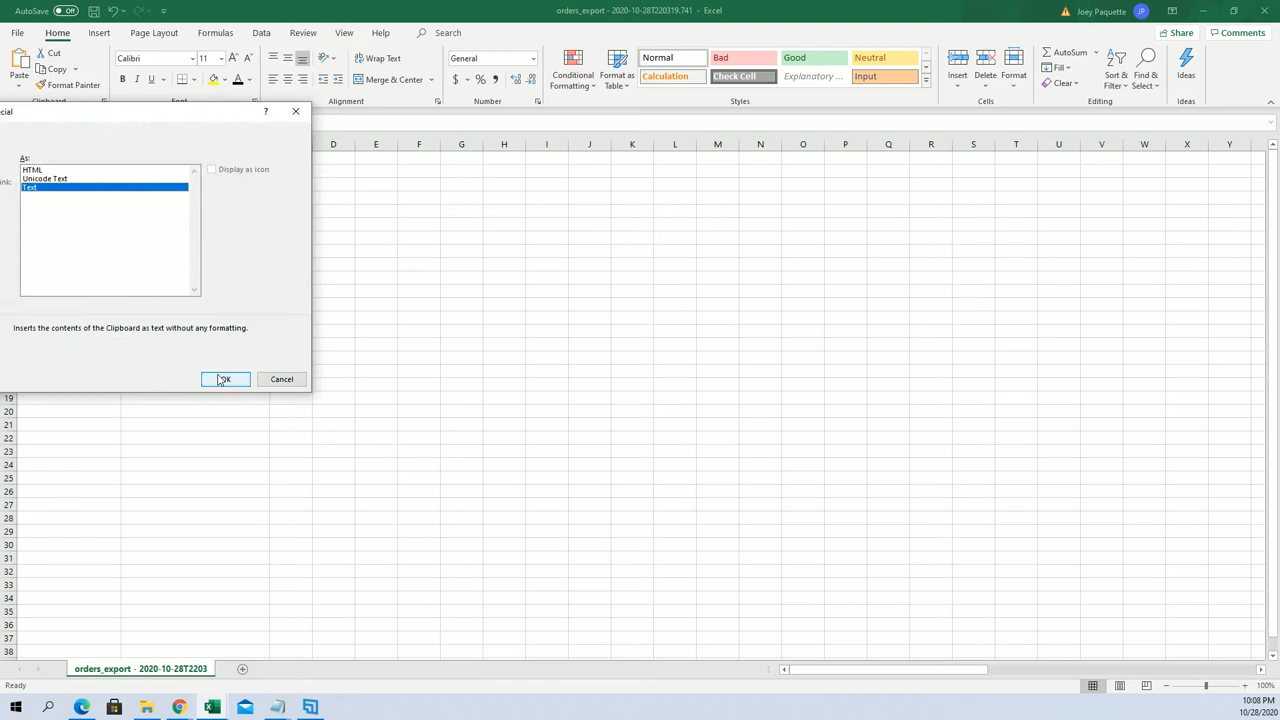 AutoSave Off
orders_export - 2020-10-28T220319.741 - Excel
Joey Paquette JP
File Home Insert Page Layout Formulas Data Review View Help Search
Share Comments
Paste
Cut
Copy
Format Painter
Clipboard
Calibri 11
B I U
A
Font
Wrap Text
Merge & Center
Alignment
General
$ % ,
Number
Conditional
Formatting
Format as
Table
Normal Bad Good Neutral
Calculation Check Cell Explanatory ... Input
Styles
Insert Delete Format
Cells
AutoSum
Fill
Clear
Sort &
Filter
Find &
Select
Editing
Ideas
Ideas
cial ?
As:
HTML
Unicode Text
Text
ink:
Display as icon
Inserts the contents of the Clipboard as text without any formatting.
OK Cancel
D E F G H I J K L M N O P Q R S T U V W X Y
19
20
21
22
23
24
25
26
27
28
29
30
31
32
33
34
35
36
37
38
orders_export - 2020-10-28T2203
Ready
100%
10:08 PM
10/28/2020